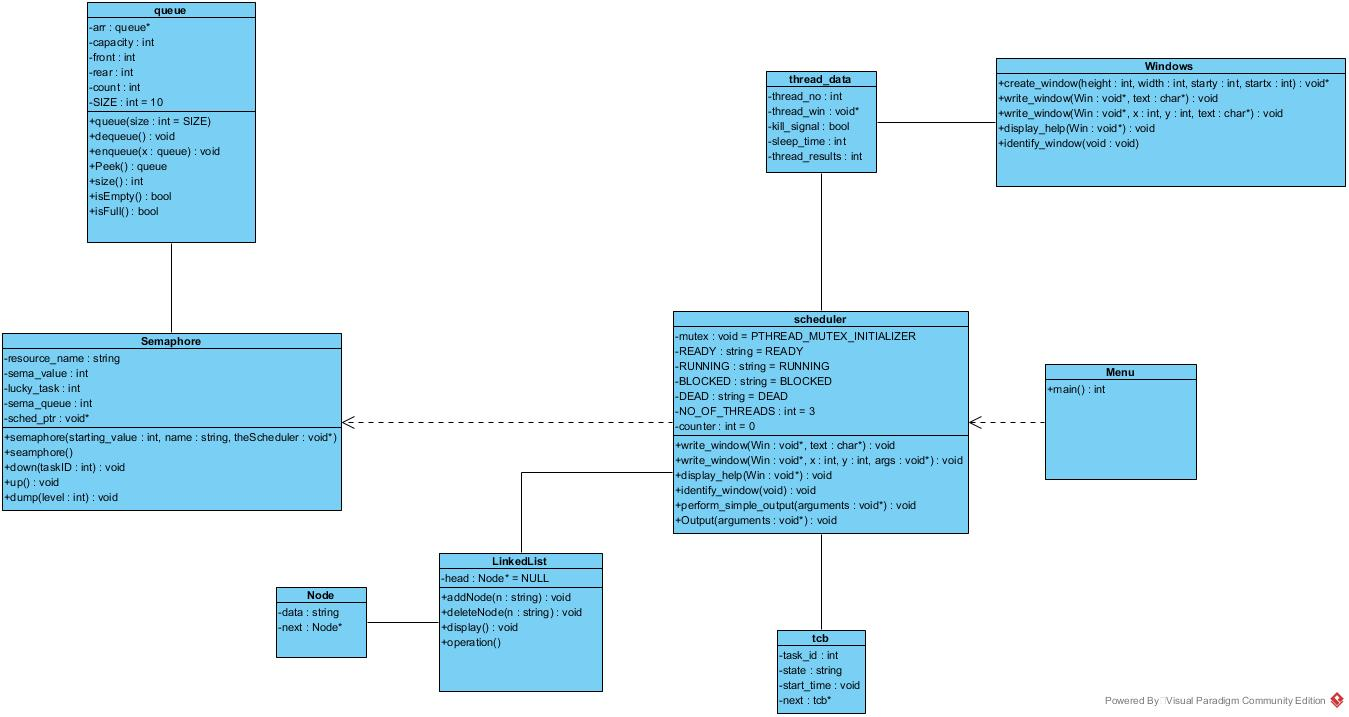 queue
-arr : queue*
-capacity : int
-front : int
-rear : int
-count : int
-SIZE : int = 10
+queue(size : int = SIZE)
+dequeue() : void
+enqueue(x : queue) : void
+Peek() : queue
+size() : int
+isEmpty() : bool
+isFull() : bool
thread_data
-thread_no : int
-thread_win : void*
-kill_signal : bool
-sleep_time : int
-thread_results : int
Windows
+create_window(height : int, width : int, starty : int, startx : int) : void*
+write_window(Win : void*, text : char*) : void
+write_window(Win : void*, x : int, y : int, text : char*) : void
+display_help(Win : void*) : void
+identify_window(void : void)
Semaphore
-resource_name : string
-sema_value : int
-lucky_task : int
-sema_queue : int
-sched_ptr : void*
+semaphore(starting_value : int, name : string, theScheduler : void*)
+seamphore()
+down(taskID : int) : void
+up() : void
+dump(level : int) : void
scheduler
-mutex : void = PTHREAD_MUTEX_INITIALIZER
-READY : string = READY
-RUNNING : string = RUNNING
-BLOCKED : string = BLOCKED
-DEAD : string = DEAD
-NO_OF_THREADS : int = 3
-counter : int = 0
+write_window(Win : void*, text : char*) : void
+write_window(Win : void*, x : int, y : int, args : void*) : void
+display_help(Win : void*) : void
+identify_window(void) : void
+perform_simple_output(arguments : void*) : void
+Output(arguments : void*) : void
Menu
+main() : int
LinkedList
-head : Node* = NULL
+addNode(n : string) : void
+deleteNode(n : string) : void
+display() : void
+operation()
Node
-data : string
-next : Node*
tcb
-task_id : int
-state : string
-start_time : void
-next : tcb*
Powered By Visual Paradigm Community Edition